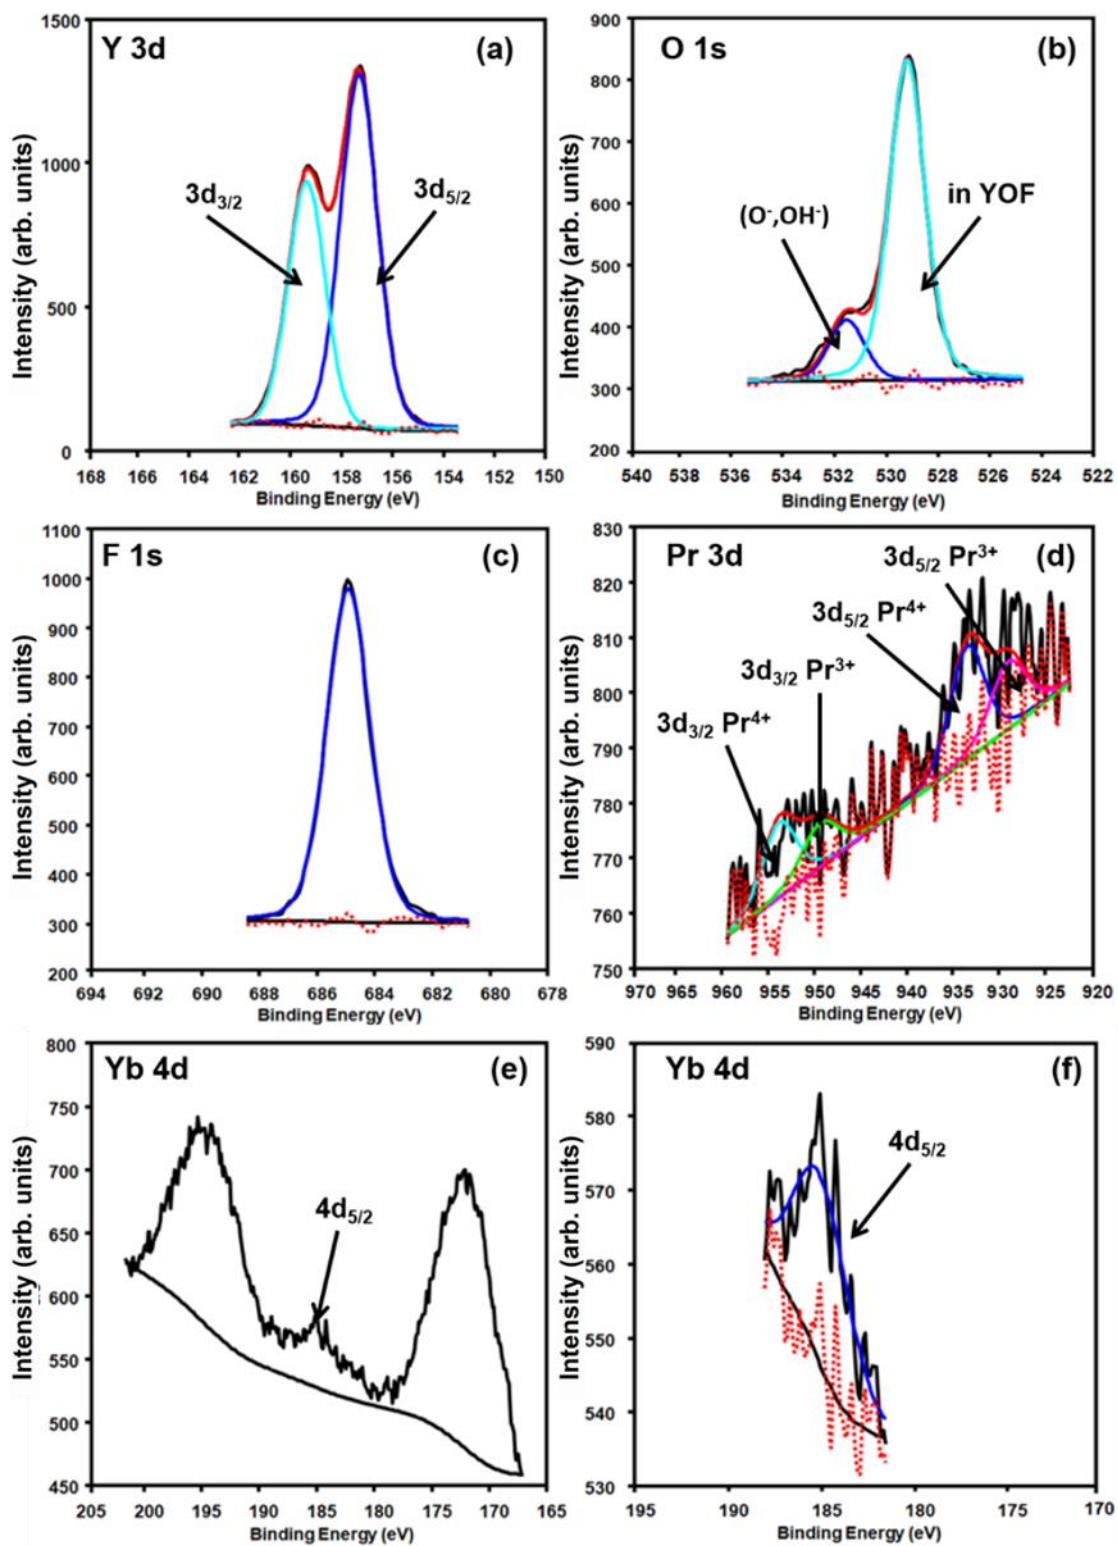 Y 3d
(a)
3d3/2
3d5/2
Intensity (arb. units)
1500
1000
500
0
168 166 164 162 160 158 156 154 152 150
Binding Energy (eV)
O 1s
(b)
(O-,OH-)
in YOF
Intensity (arb. units)
900
800
700
600
500
400
300
200
540 538 536 534 532 530 528 526 524 522
Binding Energy (eV)
F 1s
(c)
Intensity (arb. units)
1100
1000
900
800
700
600
500
400
300
200
694 692 690 688 686 684 682 680 678
Binding Energy (eV)
Pr 3d
(d)
3d5/2 Pr3+
3d5/2 Pr4+
3d3/2 Pr3+
3d3/2 Pr4+
Intensity (arb. units)
830
820
810
800
790
780
770
760
750
970 965 960 955 950 945 940 935 930 925 920
Binding Energy (eV)
Yb 4d
(e)
4d5/2
Intensity (arb. units)
800
750
700
650
600
550
500
450
205 200 195 190 185 180 175 170 165
Binding Energy (eV)
Yb 4d
(f)
4d5/2
Intensity (arb. units)
590
580
570
560
550
540
530
195 190 185 180 175 170
Binding Energy (eV)